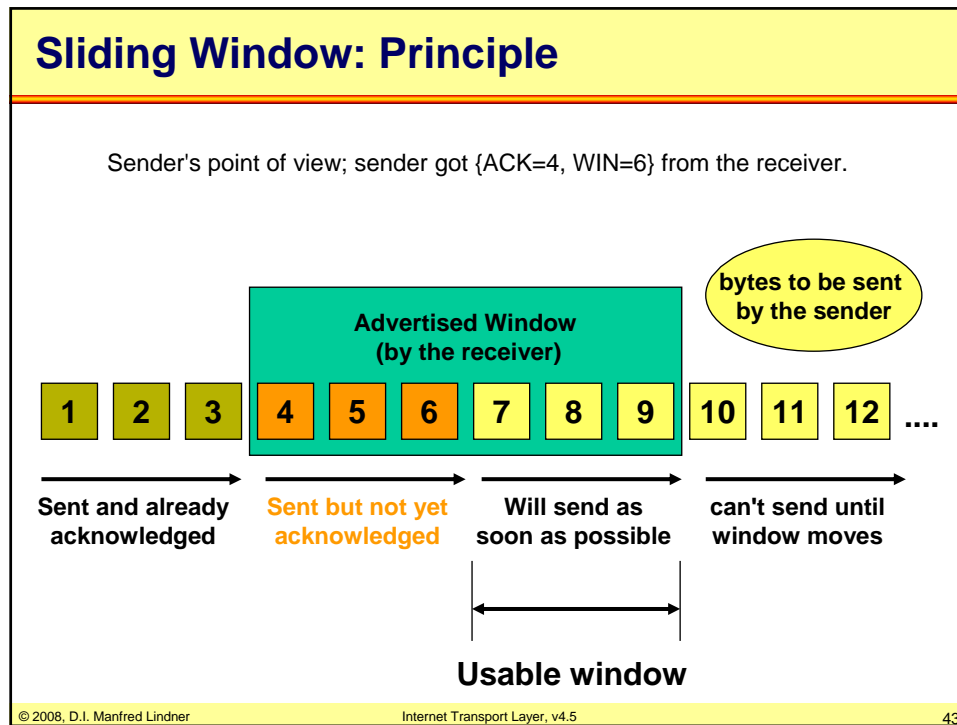 Sliding Window: Principle
Sender's point of view; sender got {ACK=4, WIN=6} from the receiver.
bytes to be sent
by the sender
Advertised Window
(by the receiver)
1 2 3 4 5 6 7 8 9 10 11 12 ....
Sent and already
acknowledged
Sent but not yet
acknowledged
Will send as
soon as possible
can't send until
window moves
Usable window
© 2008, D.I. Manfred Lindner
Internet Transport Layer, v4.5
43